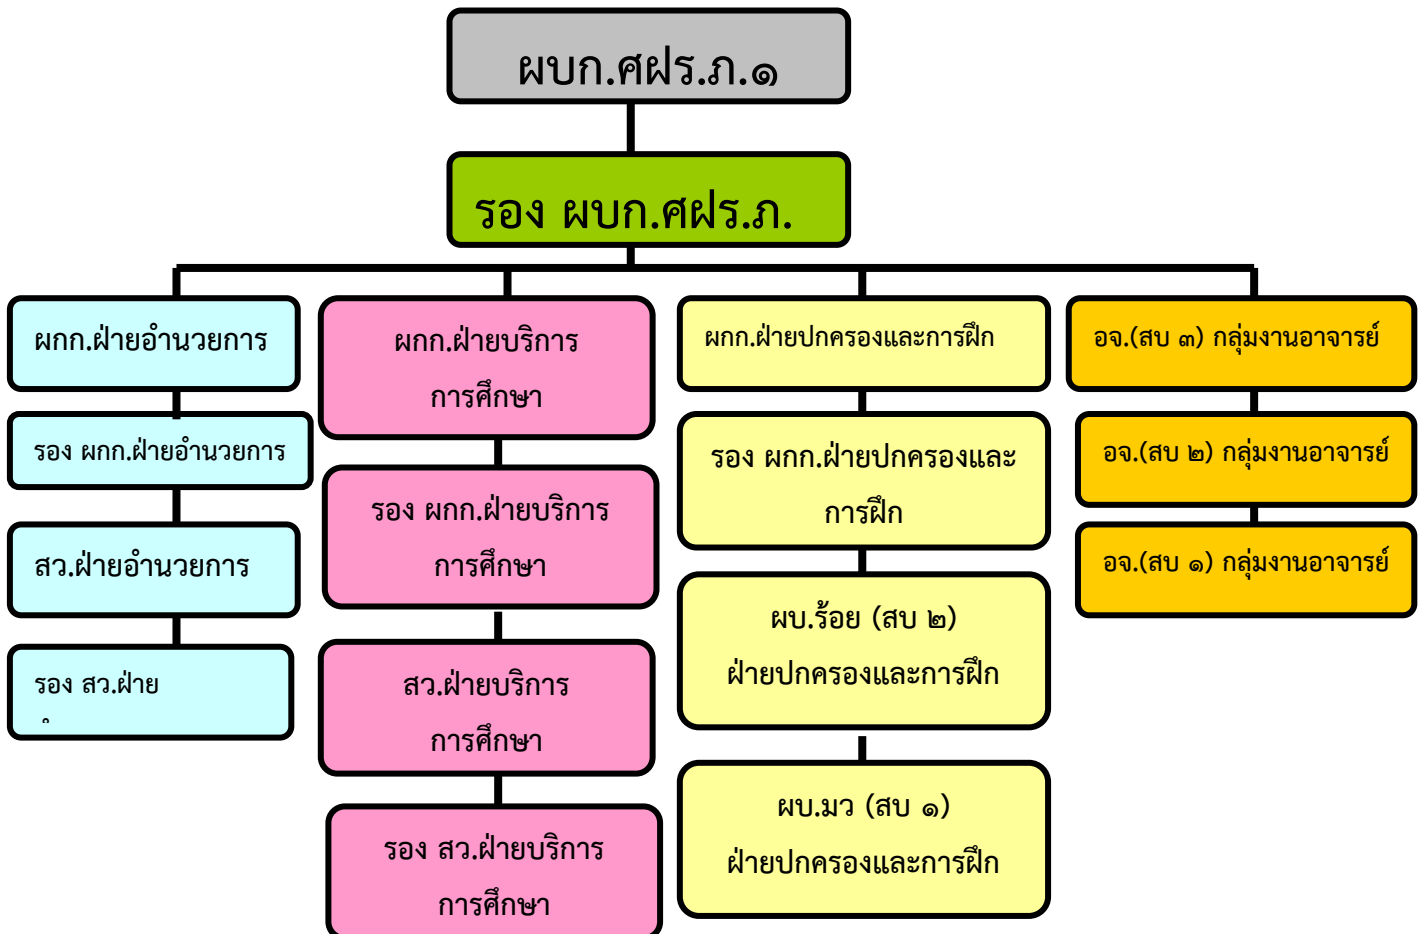 ผบก.ศฝร.ภ.๑
รอง ผบก.ศฝร.ภ.
ผกก.ฝ่ายอำนวยการ
รอง ผกก.ฝ่ายอำนวยการ
สว.ฝ่ายอำนวยการ
รอง สว.ฝ่าย
ผกก.ฝ่ายบริการ
การศึกษา
รอง ผกก.ฝ่ายบริการ
การศึกษา
สว.ฝ่ายบริการ
การศึกษา
รอง สว.ฝ่ายบริการ
การศึกษา
ผกก.ฝ่ายปกครองและการฝึก
รอง ผกก.ฝ่ายปกครองและ
การฝึก
ผบ.ร้อย (สบ ๒)
ฝ่ายปกครองและการฝึก
ผบ.มว (สบ ๑)
ฝ่ายปกครองและการฝึก
อจ.(สบ ๓) กลุ่มงานอาจารย์
อจ.(สบ ๒) กลุ่มงานอาจารย์
อจ.(สบ ๑) กลุ่มงานอาจารย์